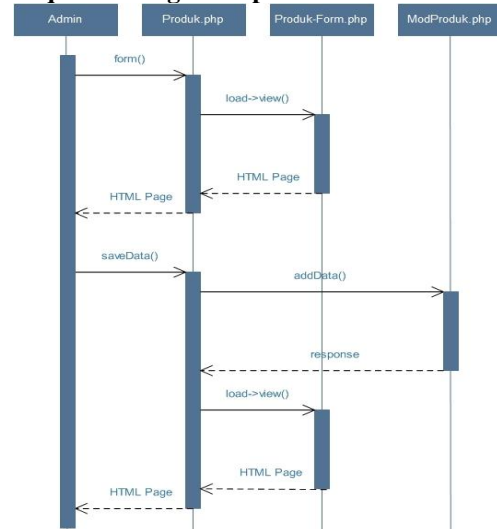 Admin
Produk.php
Produk-Form.php
ModProduk.php
form()
load->view()
HTML Page
HTML Page
saveData()
addData()
response
load->view()
HTML Page
HTML Page